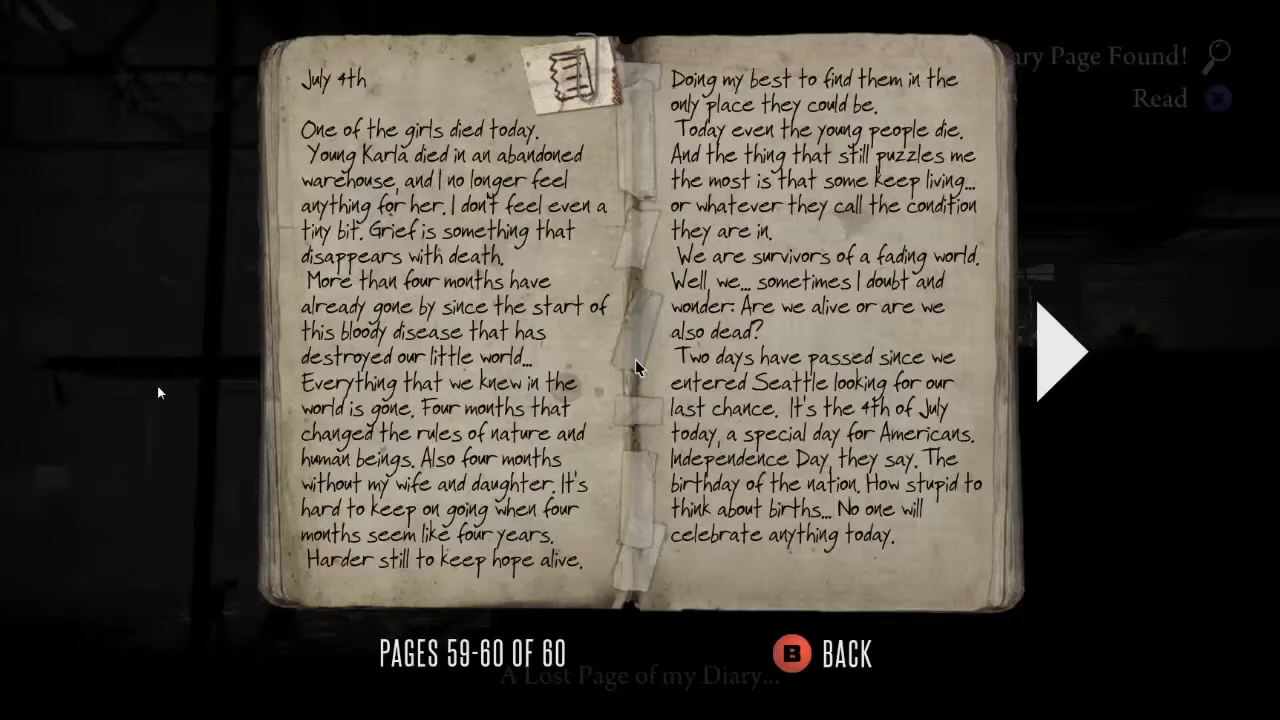 July 4th
One of the girls died today.
Young Karla died in an abandoned
warehouse, and I no longer feel
anything for her. I don't feel even a
tiny bit. Grief is something that
disappears with death.
More than four months have
already gone by since the start of
this bloody disease that has
destroyed our little world...
Everything that we knew in the
world is gone. Four months that
changed the rules of nature and
human beings. Also four months
without my wife and daughter. It's
hard to keep on going when four
months seem like four years.
Harder still to keep hope alive.
Doing my best to find them in the
only place they could be.
Today even the young people die.
And the thing that still puzzles me
the most is that some keep living...
or whatever they call the condition
they are in.
We are survivors of a fading world.
Well, we... sometimes I doubt and
wonder: Are we alive or are we
also dead?
Two days have passed since we
entered Seattle looking for our
last chance. It's the 4th of July
today, a special day for Americans.
Independence Day, they say. The
birthday of the nation. How stupid to
think about births... No one will
celebrate anything today.
ary Page Found!
Read X
PAGES 59-60 OF 60
B BACK
A Lost Page of my Diary...